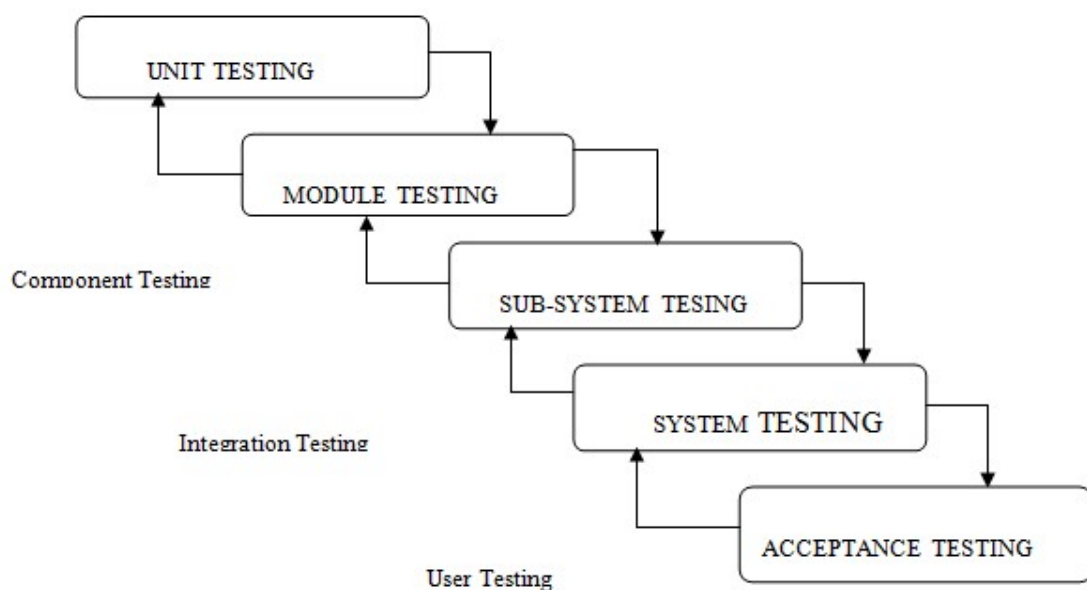 UNIT TESTING
MODULE TESTING
Component Testing
SUB-SYSTEM TESING
SYSTEM TESTING
Integration Testing
ACCEPTANCE TESTING
User Testing